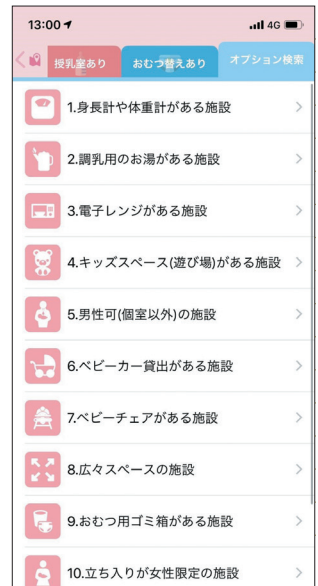 13:00
4G
授乳室あり
おむつ替えあり
オプション検索
1.身長計や体重計がある施設
2.調乳用のお湯がある施設
3.電子レンジがある施設
4.キッズスペース(遊び場)がある施設
5.男性可(個室以外)の施設
6.ベビーカー貸出がある施設
7.ベビーチェアがある施設
8.広々スペースの施設
9.おむつ用ゴミ箱がある施設
10.立ち入りが女性限定の施設